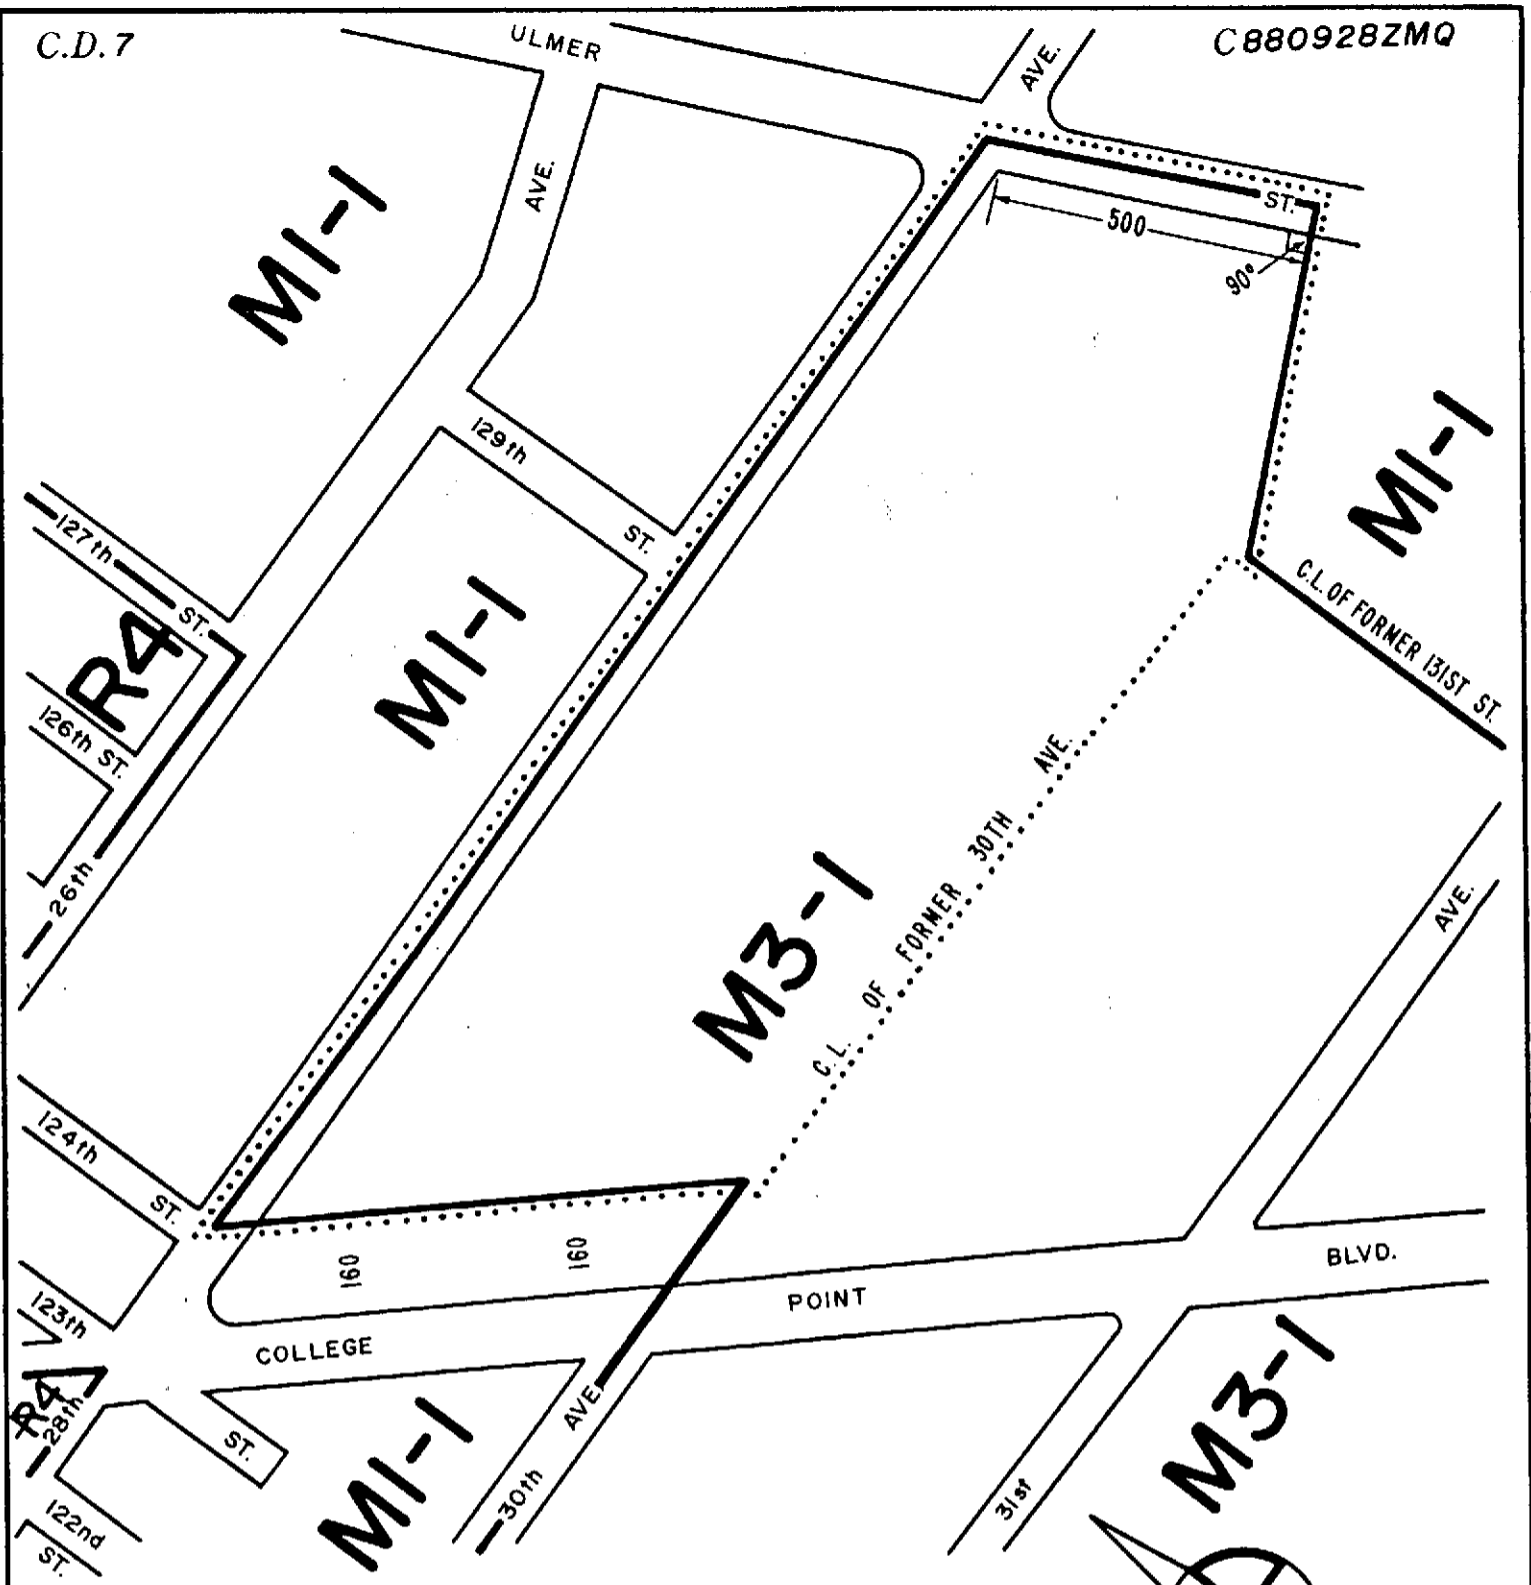 C.D.7
C880928ZMQ
ULMER
AVE.
AVE.
ST.
500
90°
M1-1
129th
ST.
M1-1
127th
ST.
R4
M1-1
C.L. OF FORMER 131ST ST.
126th ST.
26th
C.L. OF FORMER 30TH AVE.
M3-1
AVE.
124th
ST.
160
160
BLVD.
POINT
COLLEGE
123th
R4
28th
ST.
AVE.
M1-1
30th
31st
M3-1
122nd
ST.